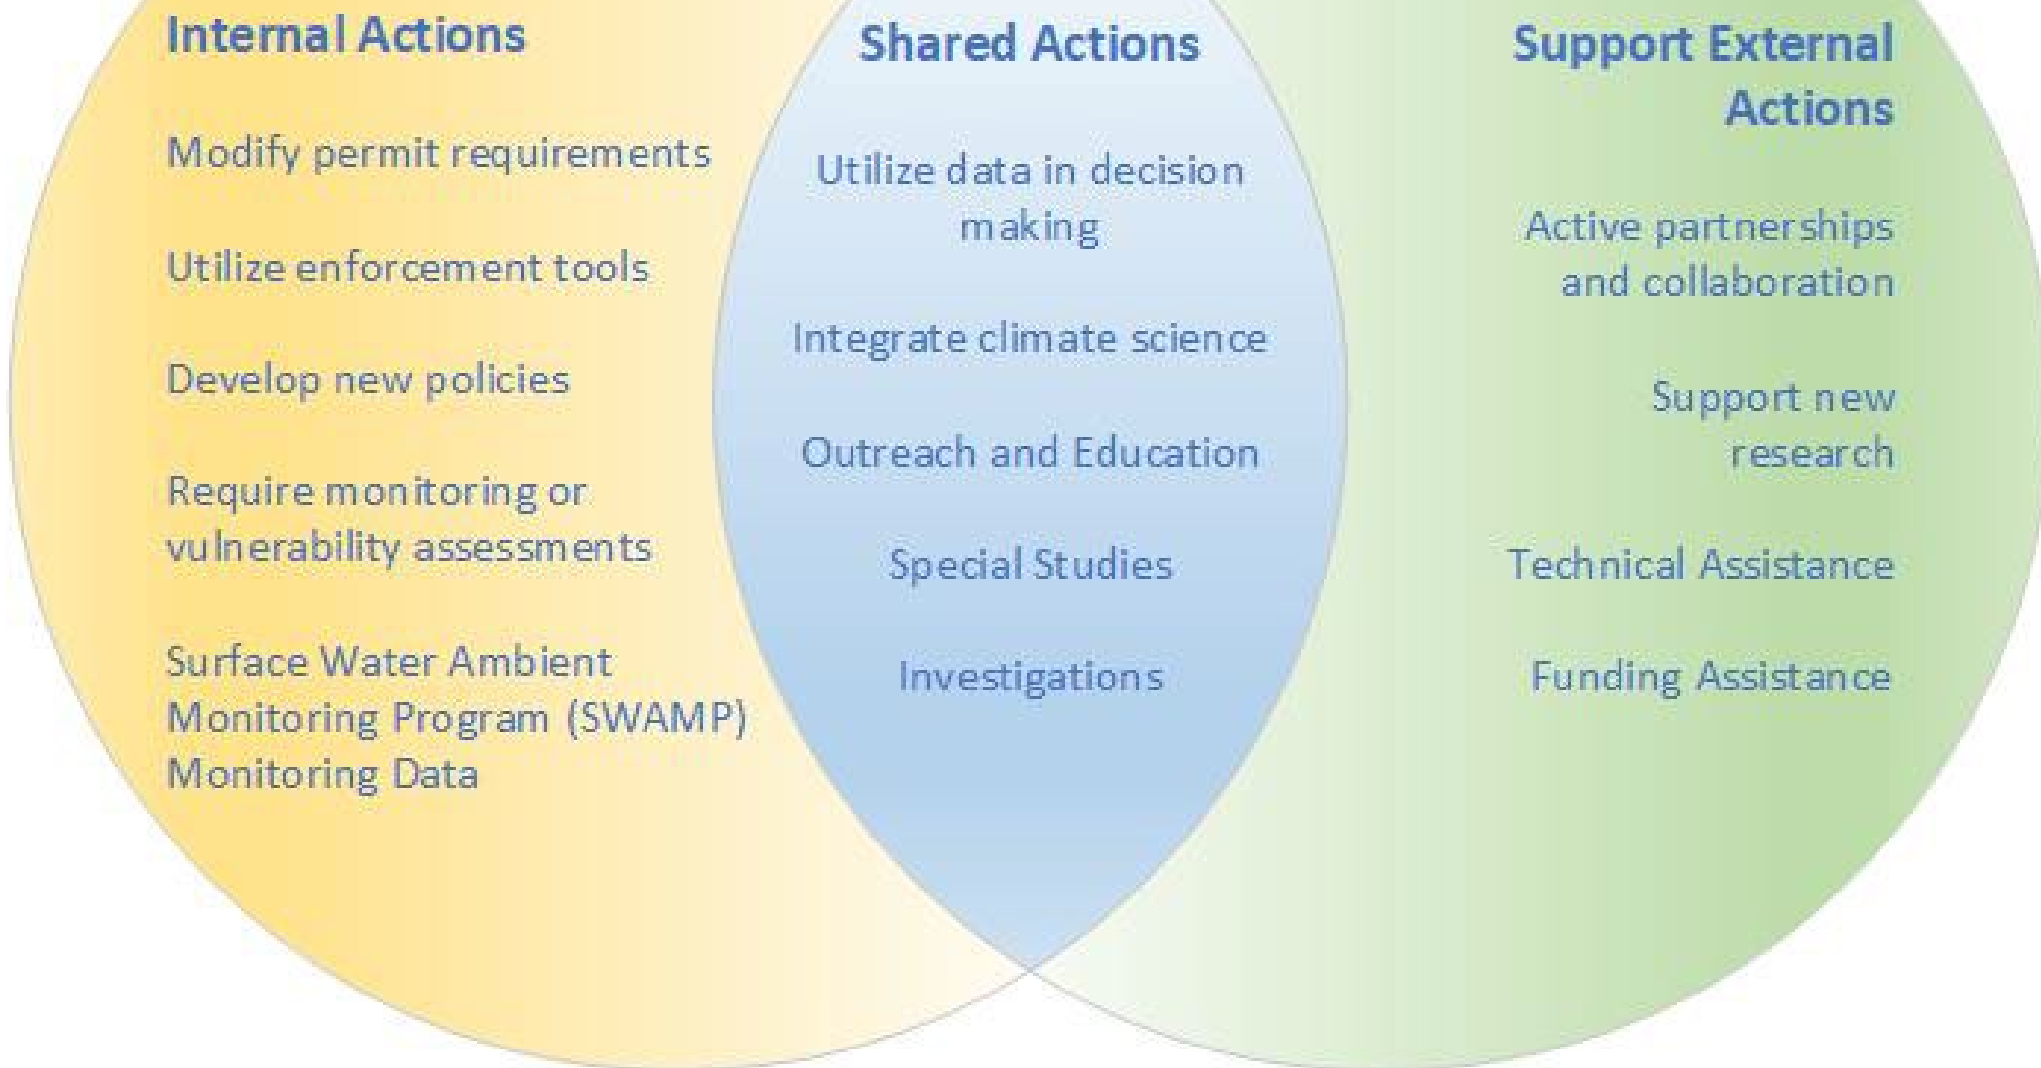 Internal Actions
Modify permit requirements
Utilize enforcement tools
Develop new policies
Require monitoring or
vulnerability assessments
Surface Water Ambient
Monitoring Program (SWAMP)
Monitoring Data
Shared Actions
Utilize data in decision
making
Integrate climate science
Outreach and Education
Special Studies
Investigations
Support External
Actions
Active partnerships
and collaboration
Support new
research
Technical Assistance
Funding Assistance